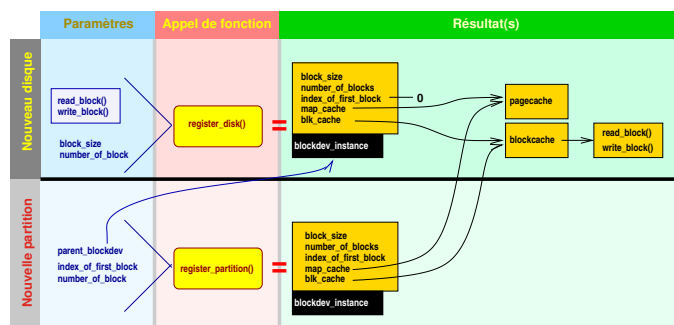 Paramètres
Appel de fonction
Résultat(s)
Nouveau disque
read_block()
write_block()
block_size
number_of_block
register_disk()
=
block_size
number_of_blocks
index_of_first_block
map_cache
blk_cache
blockdev_instance
0
pagecache
blockcache
read_block()
write_block()
Nouvelle partition
parent_blockdev
index_of_first_block
number_of_block
register_partition()
=
block_size
number_of_blocks
index_of_first_block
map_cache
blk_cache
blockdev_instance